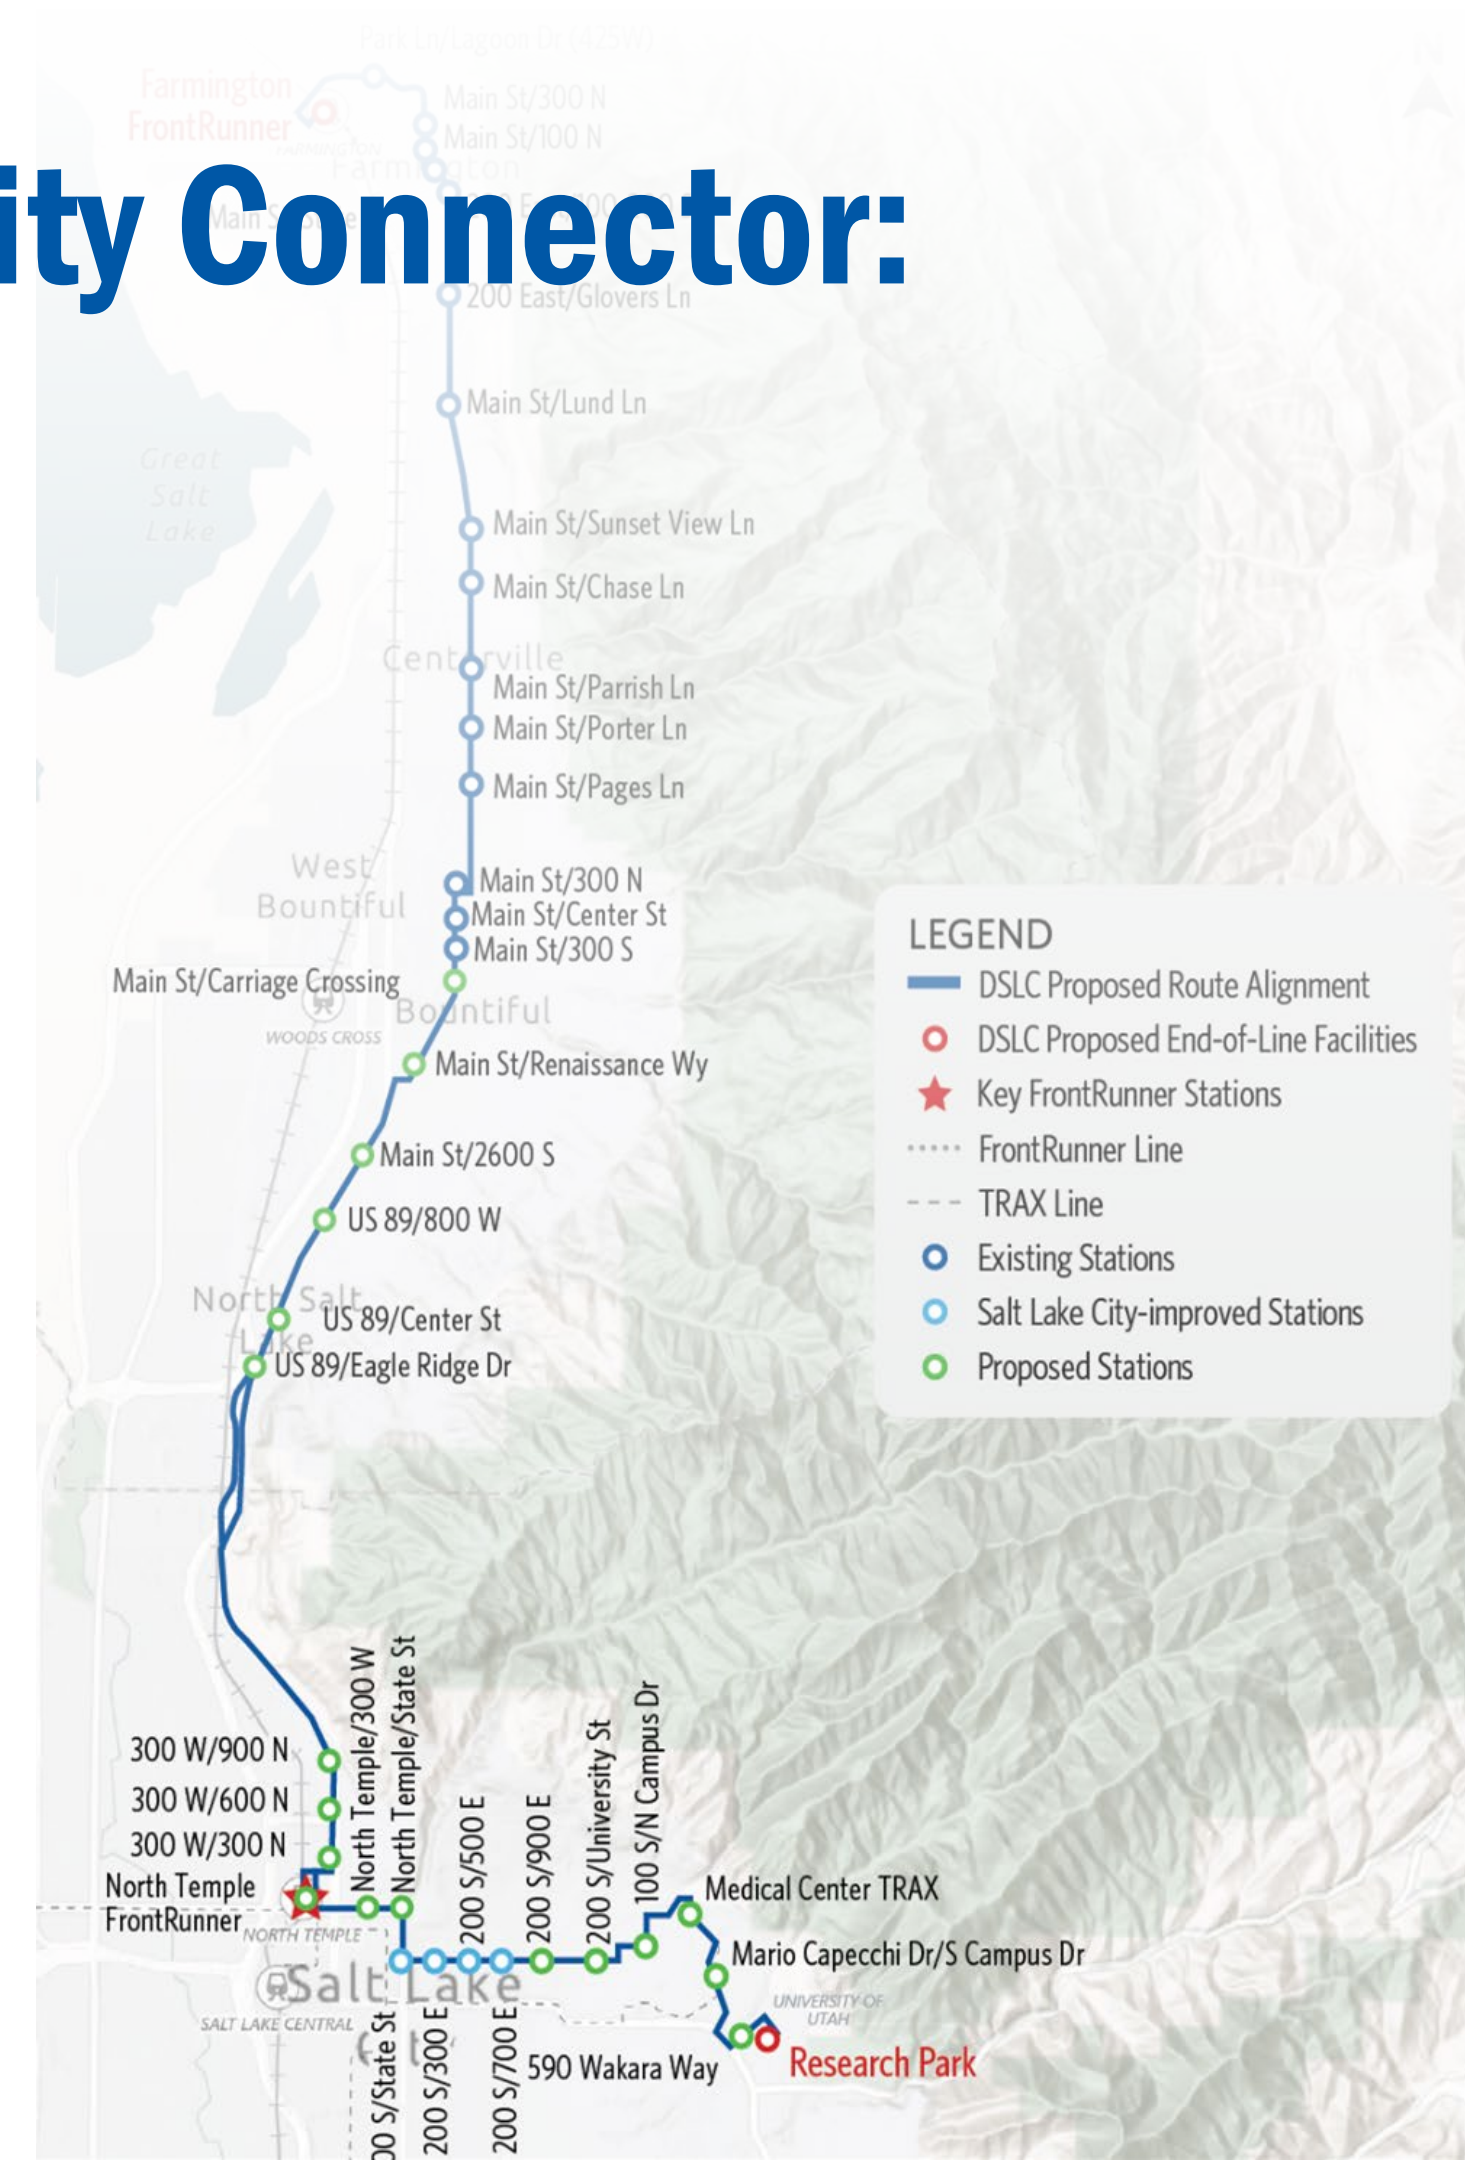 Park Ln/Lagoon Dr (425W)
Farmington
FrontRunner
Main St/300 N
Main St/100 N
FARMINGTON
Farmington
ity Connector:
200 East/Glovers Ln
Main St/Lund Ln
Great
Salt
Lake
Main St/Sunset View Ln
Main St/Chase Ln
Centerville
Main St/Parrish Ln
Main St/Porter Ln
Main St/Pages Ln
West
Bountiful
Main St/300 N
Main St/Center St
Main St/300 S
Main St/Carriage Crossing
Bountiful
WOODS CROSS
Main St/Renaissance Wy
Main St/2600 S
US 89/800 W
North Salt
Lake
US 89/Center St
US 89/Eagle Ridge Dr
LEGEND
DSLC Proposed Route Alignment
DSLC Proposed End-of-Line Facilities
Key FrontRunner Stations
FrontRunner Line
TRAX Line
Existing Stations
Salt Lake City-improved Stations
Proposed Stations
300 W/900 N
300 W/600 N
300 W/300 N
North Temple
FrontRunner
NORTH TEMPLE
North Temple/300 W
North Temple/State St
200 S/500 E
200 S/900 E
200 S/University St
100 S/N Campus Dr
Medical Center TRAX
Mario Capecchi Dr/S Campus Dr
UNIVERSITY OF
UTAH
Salt Lake
SALT LAKE CENTRAL
00 S/State St
200 S/300 E
200 S/700 E
590 Wakara Way
Research Park